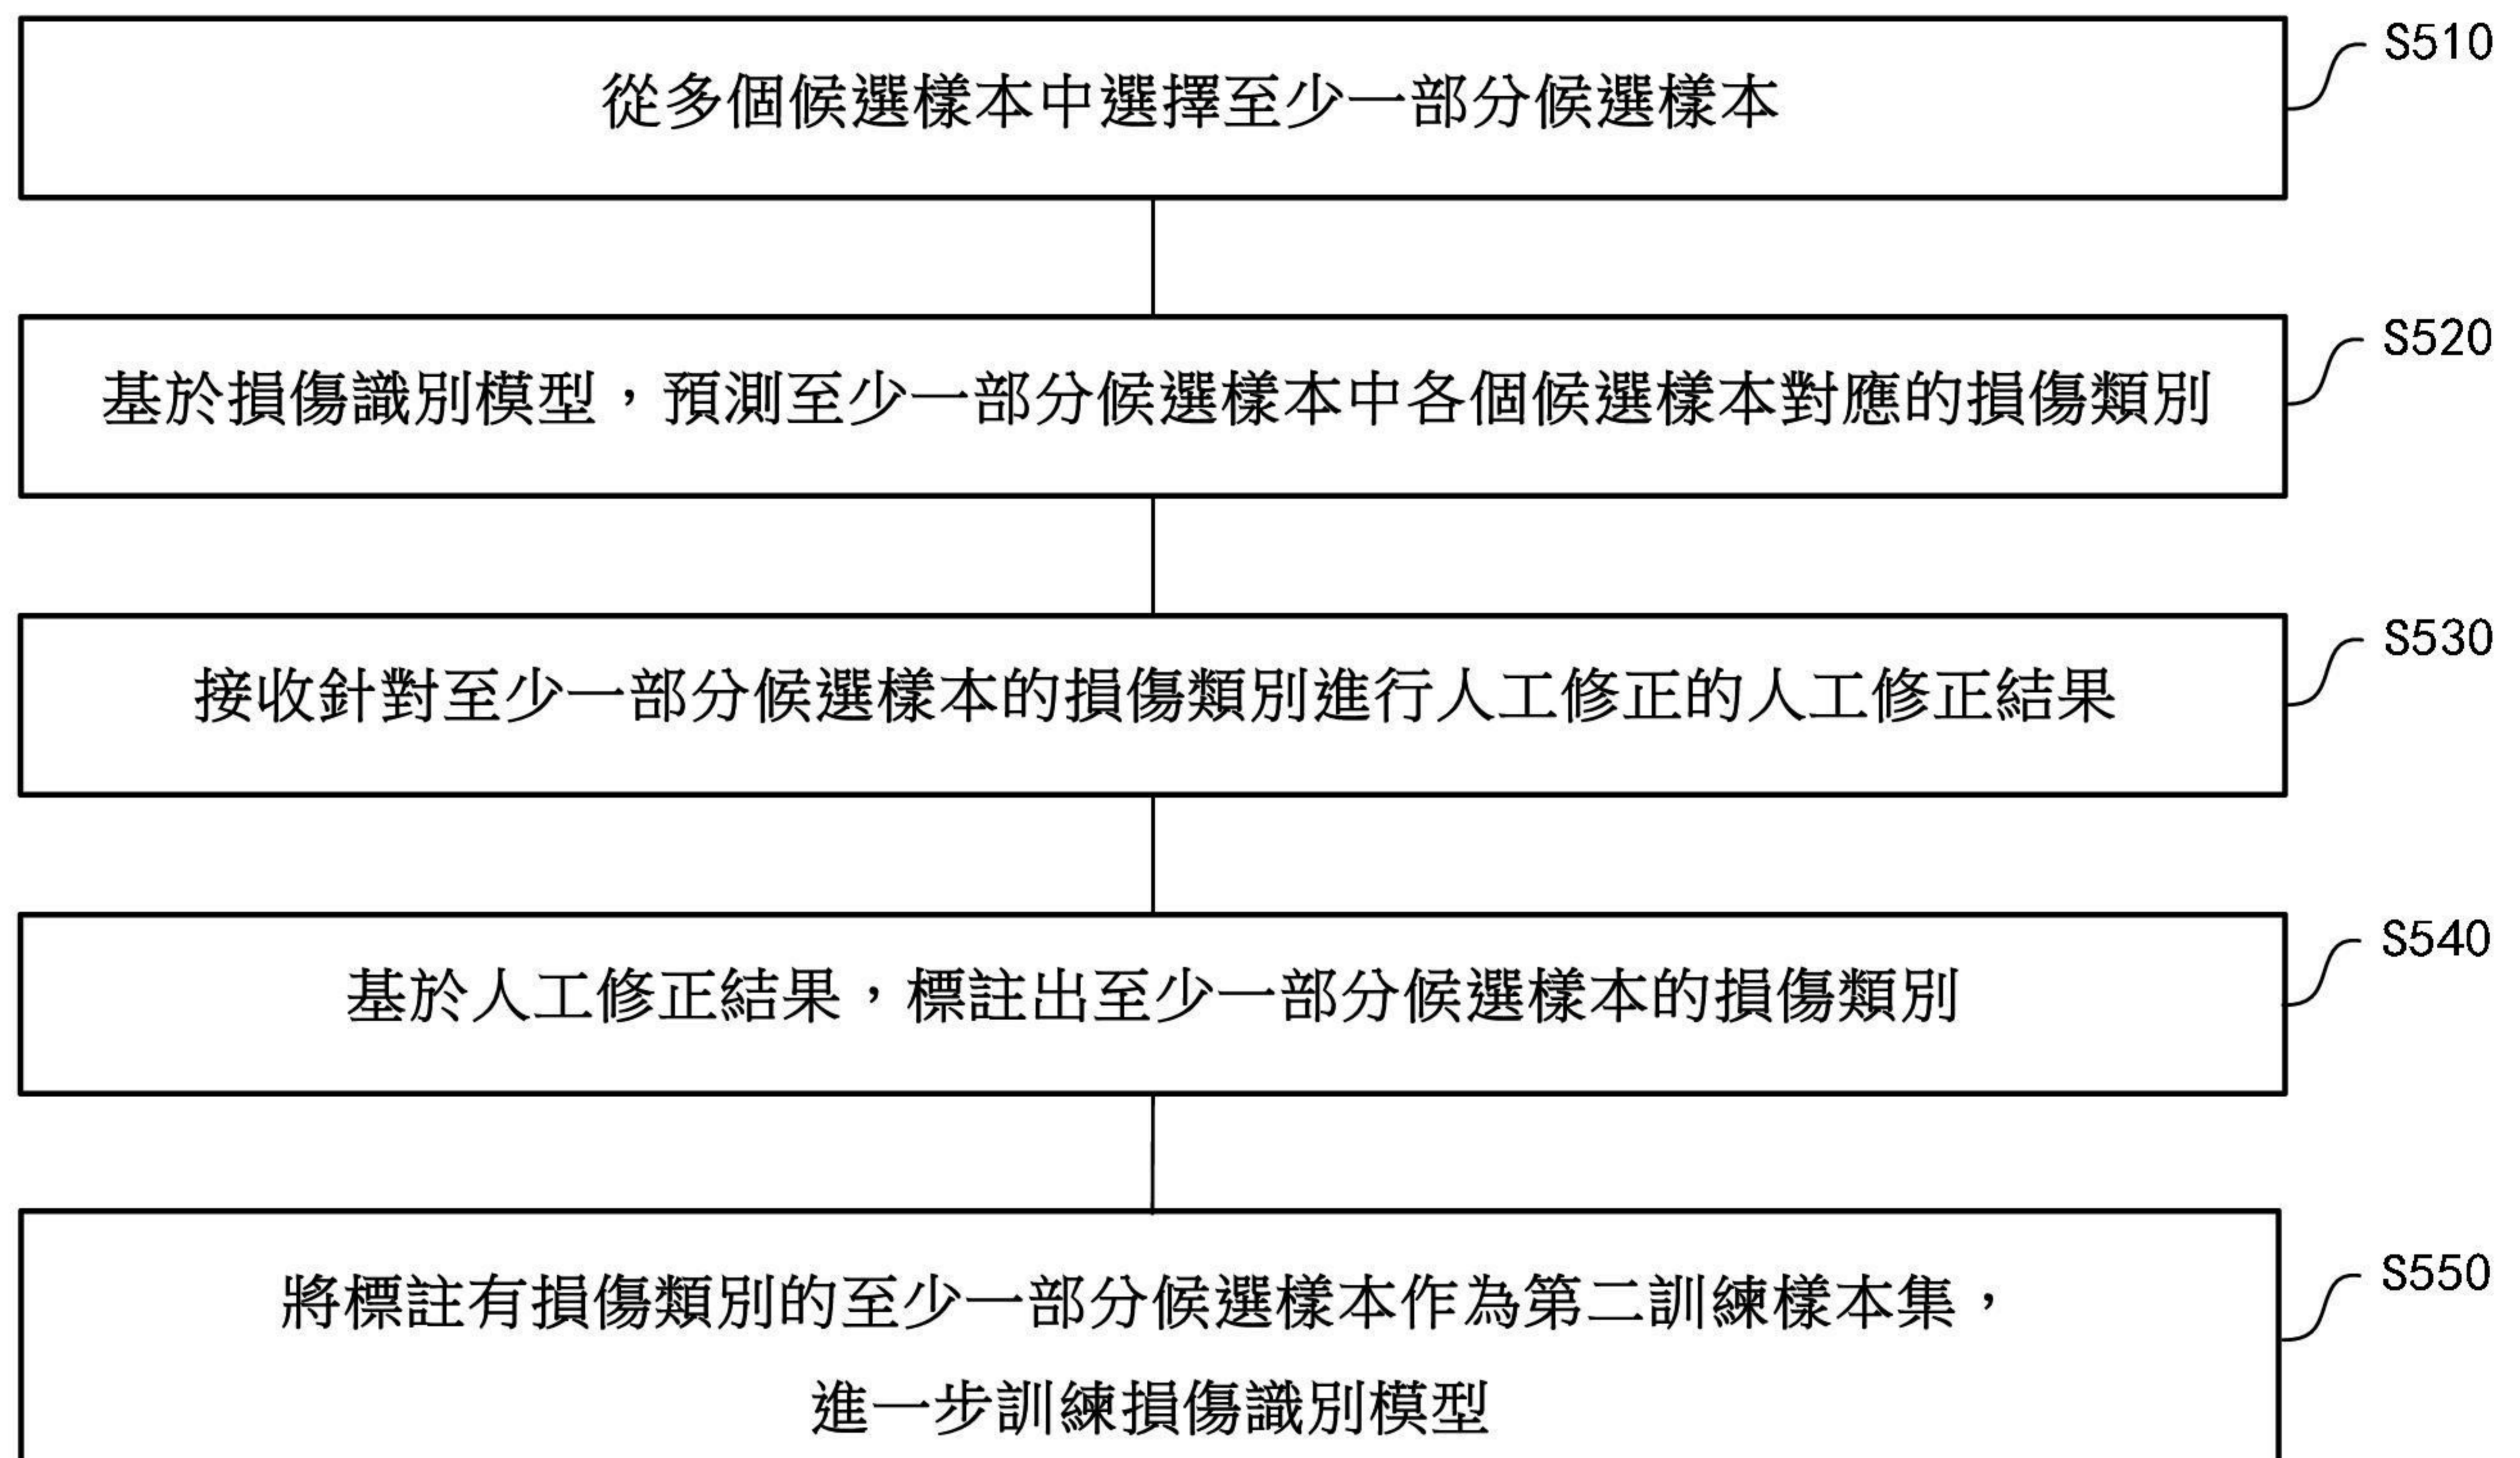 從多個候選樣本中選擇至少一部分候選樣本
S510
基於損傷識別模型，預測至少一部分候選樣本中各個候選樣本對應的損傷類別
S520
接收針對至少一部分候選樣本的損傷類別進行人工修正的人工修正結果
S530
基於人工修正結果，標註出至少一部分候選樣本的損傷類別
S540
將標註有損傷類別的至少一部分候選樣本作為第二訓練樣本集，
進一步訓練損傷識別模型
S550